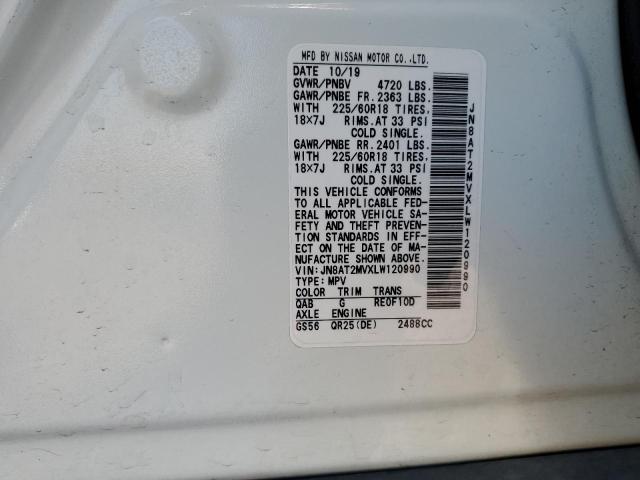 MFD BY NISSAN MOTOR CO.,LTD.
DATE 10/19
GVWR/PNBV 4720 LBS.
GAWR/PNBE FR. 2363 LBS.
WITH 225/60R18 TIRES,
18×7J RIMS.AT 33 PSI
COLD SINGLE.
GAWR/PNBE RR. 2401 LBS.
WITH 225/60R18 TIRES,
18×7J RIMS.AT 33 PSI
COLD SINGLE.
THIS VEHICLE CONFORMS
TO ALL APPLICABLE FED-
ERAL MOTOR VEHICLE SA-
FETY AND THEFT PREVEN-
TION STANDARDS IN EFF-
ECT ON THE DATE OF MA-
NUFACTURE SHOWN ABOVE.
VIN:JN8AT2MVXLW120990
TYPE:MPV
COLOR TRIM TRANS
QAB G RE0F10D
AXLE ENGINE
GS56 QR25(DE) 2488CC
JN8AT2MVXLW120990